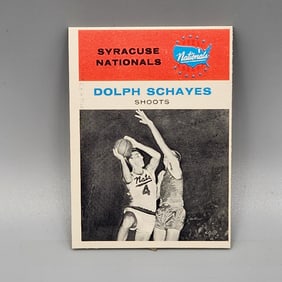 SYRACUSE
NATIONALS
Nationals
DOLPH SCHAYES
SHOOTS
Nats
4